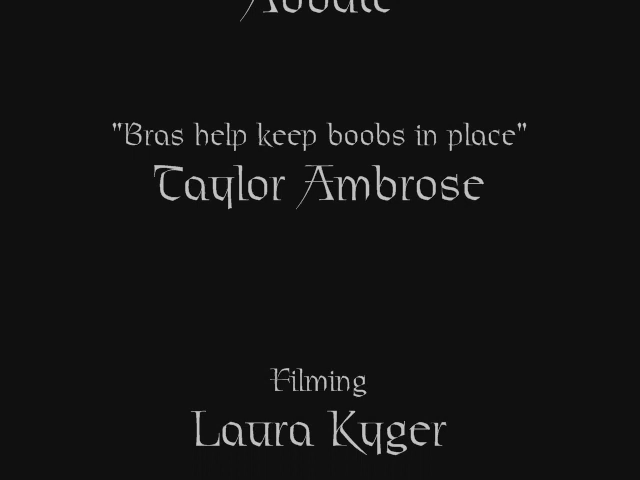 "Bras help keep boobs in place"
Taylor Ambrose
Filming
Laura Kyger